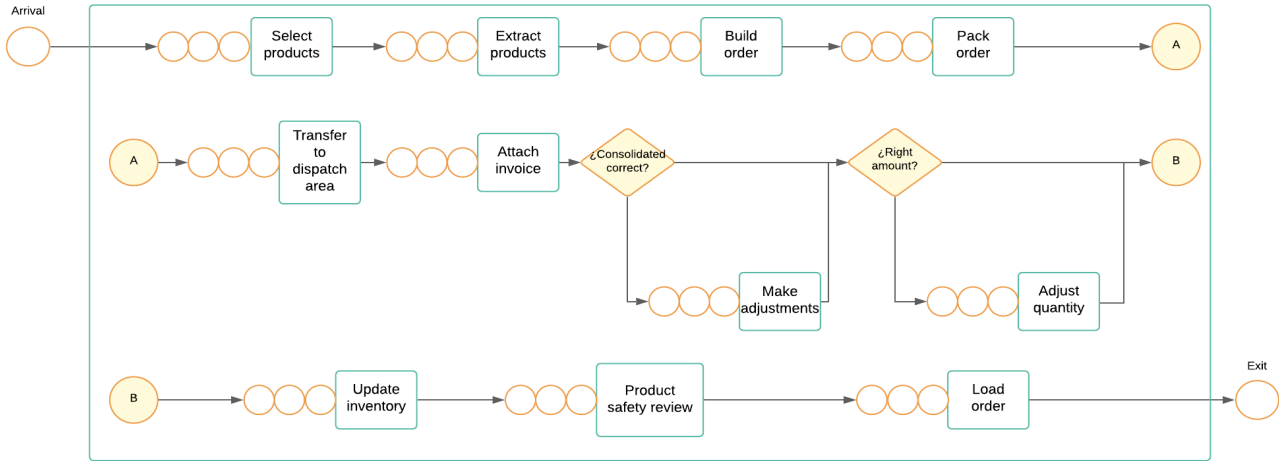 Arrival
Select
products
Extract
products
Build
order
Pack
order
A
A
Transfer
to
dispatch
area
Attach
invoice
¿Consolidated
correct?
¿Right
amount?
B
Make
adjustments
Adjust
quantity
B
Update
inventory
Product
safety review
Load
order
Exit